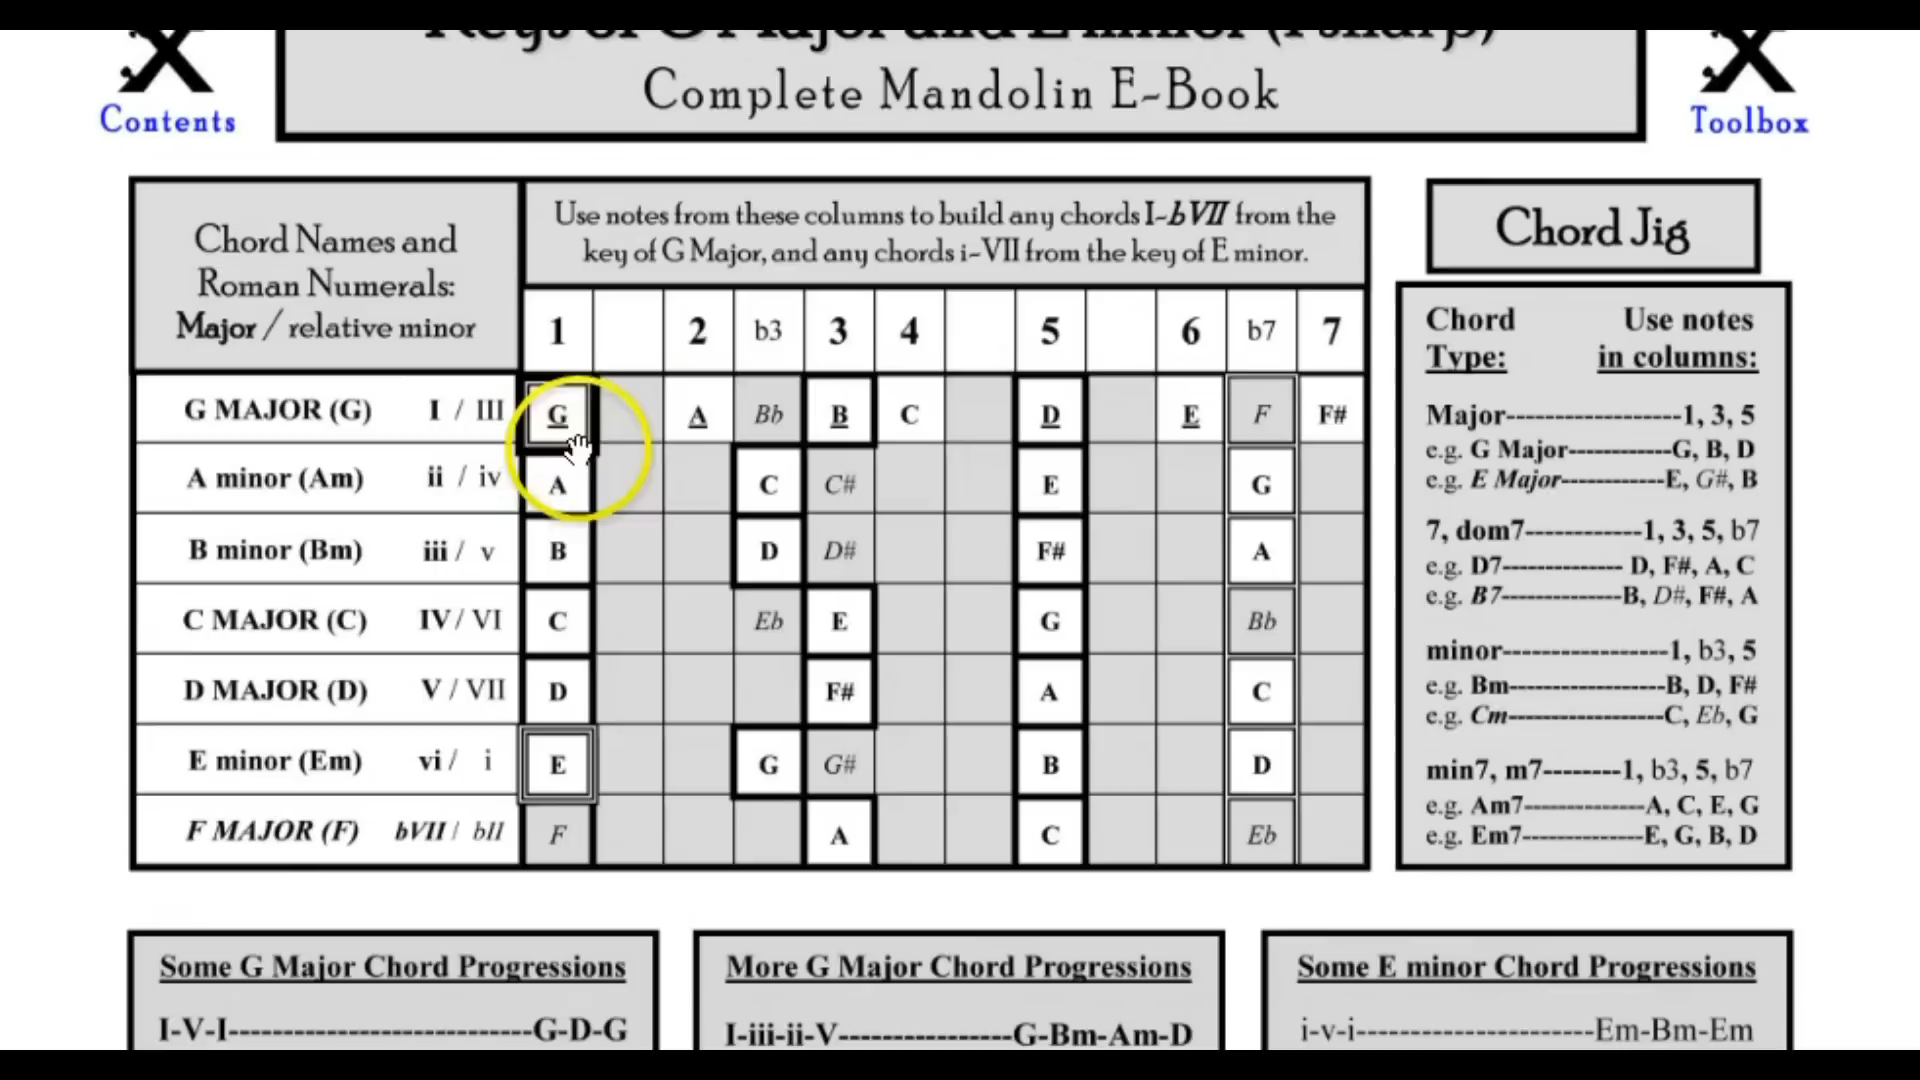 Keys of G Major and E minor (F sharp)
Complete Mandolin E-Book
Contents
Toolbox
Chord Names and
Roman Numerals:
Major / relative minor
Use notes from these columns to build any chords I-bVII from the
key of G Major, and any chords i-VII from the key of E minor.
1 2 b3 3 4 5 6 b7 7
G MAJOR (G) I / III G A Bb B C D E F F#
A minor (Am) ii / iv A C C# E G
B minor (Bm) iii / v B D D# F# A
C MAJOR (C) IV / VI C Eb E G Bb
D MAJOR (D) V / VII D F# A C
E minor (Em) vi / i E G G# B D
F MAJOR (F) bVII / bII F A C Eb
Chord Jig
Chord Use notes
Type: in columns:
Major------------------1, 3, 5
e.g. G Major------------G, B, D
e.g. E Major------------E, G#, B
7, dom7------------1, 3, 5, b7
e.g. D7-------------- D, F#, A, C
e.g. B7--------------B, D#, F#, A
minor-----------------1, b3, 5
e.g. Bm-----------------B, D, F#
e.g. Cm-----------------C, Eb, G
min7, m7--------1, b3, 5, b7
e.g. Am7-------------A, C, E, G
e.g. Em7-------------E, G, B, D
Some G Major Chord Progressions
I-V-I----------------------------G-D-G
More G Major Chord Progressions
I-iii-ii-V----------------G-Bm-Am-D
Some E minor Chord Progressions
i-v-i----------------------Em-Bm-Em